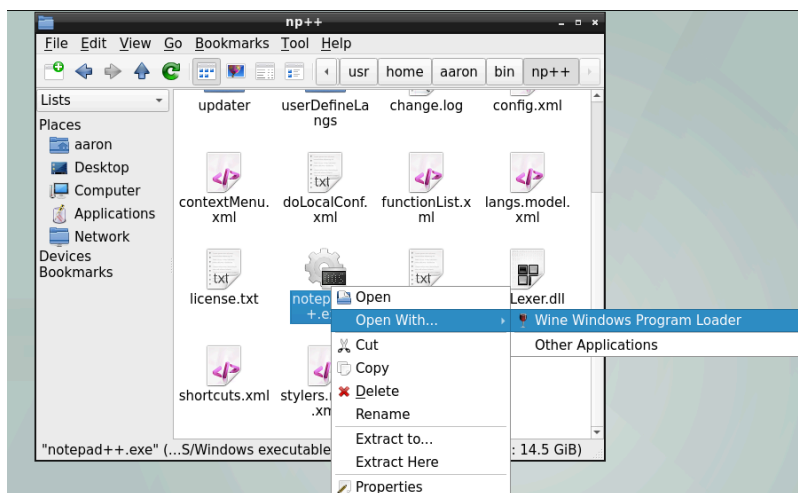 np++
File Edit View Go Bookmarks Tool Help
usr home aaron bin np++
Lists
Places
aaron
Desktop
Computer
Applications
Network
Devices
Bookmarks
updater
userDefineLa
ngs
change.log
config.xml
contextMenu.
xml
doLocalConf.
xml
functionList.x
ml
langs.model.
xml
license.txt
notep
+.e
Lexer.dll
shortcuts.xml
stylers.
.xm
Open
Open With...
Cut
Copy
Delete
Rename
Extract to...
Extract Here
Properties
Wine Windows Program Loader
Other Applications
"notepad++.exe" (...S/Windows executable
: 14.5 GiB)